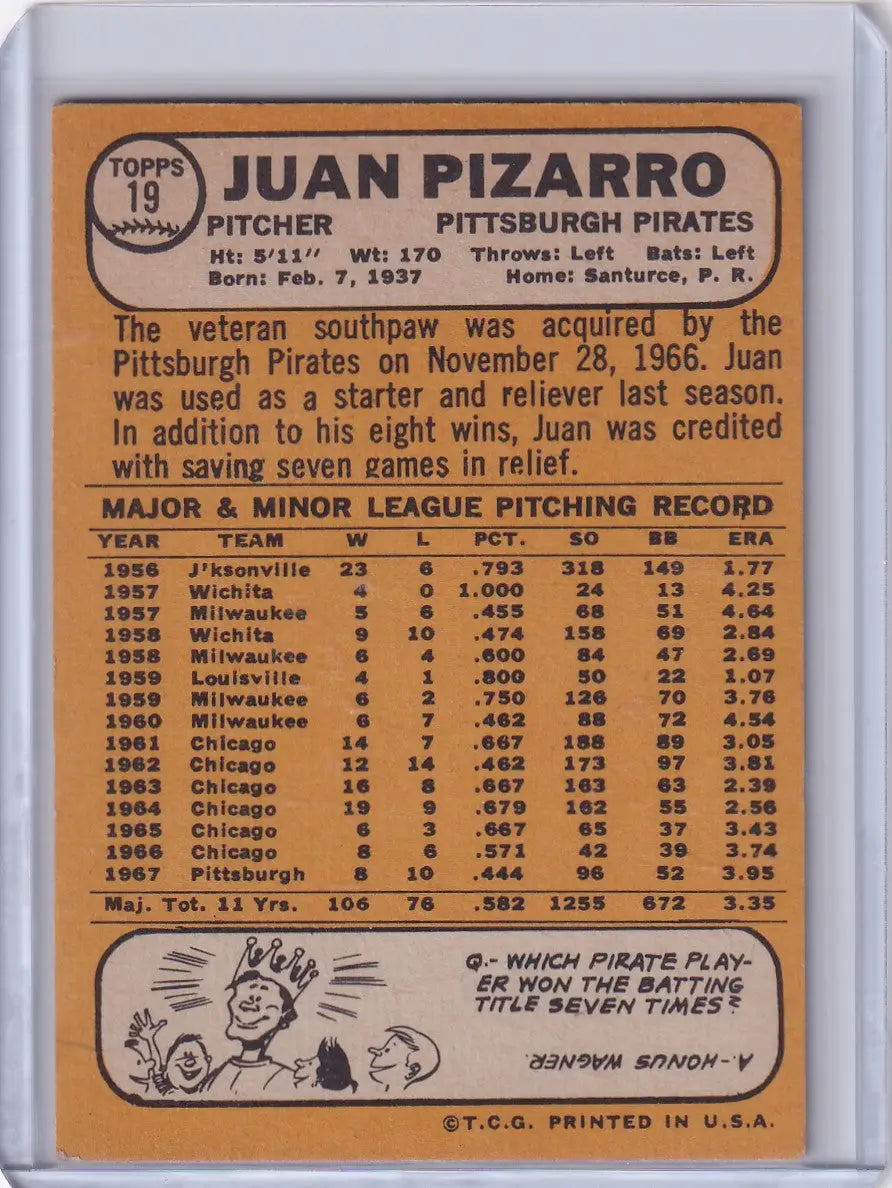 TOPPS
19
JUAN PIZARRO
PITCHER PITTSBURGH PIRATES
Ht: 5'11" Wt: 170 Throws: Left Bats: Left
Born: Feb. 7, 1937 Home: Santurce, P. R.
The veteran southpaw was acquired by the
Pittsburgh Pirates on November 28, 1966. Juan
was used as a starter and reliever last season.
In addition to his eight wins, Juan was credited
with saving seven games in relief.
MAJOR & MINOR LEAGUE PITCHING RECORD
YEAR TEAM W L PCT. SO BB ERA
1956 J'ksonville 23 6 .793 318 149 1.77
1957 Wichita 4 0 1.000 24 13 4.25
1957 Milwaukee 5 6 .455 68 51 4.64
1958 Wichita 9 10 .474 158 69 2.84
1958 Milwaukee 6 4 .600 84 47 2.69
1959 Louisville 4 1 .800 50 22 1.07
1959 Milwaukee 6 2 .750 126 70 3.76
1960 Milwaukee 6 7 .462 88 72 4.54
1961 Chicago 14 7 .667 188 89 3.05
1962 Chicago 12 14 .462 173 97 3.81
1963 Chicago 16 8 .667 163 63 2.39
1964 Chicago 19 9 .679 162 55 2.56
1965 Chicago 6 3 .667 65 37 3.43
1966 Chicago 8 6 .571 42 39 3.74
1967 Pittsburgh 8 10 .444 96 52 3.95
Maj. Tot. 11 Yrs. 106 76 .582 1255 672 3.35
Q.- WHICH PIRATE PLAY-
ER WON THE BATTING
TITLE SEVEN TIMES?
A.-HONUS WAGNER.
©T.C.G. PRINTED IN U.S.A.